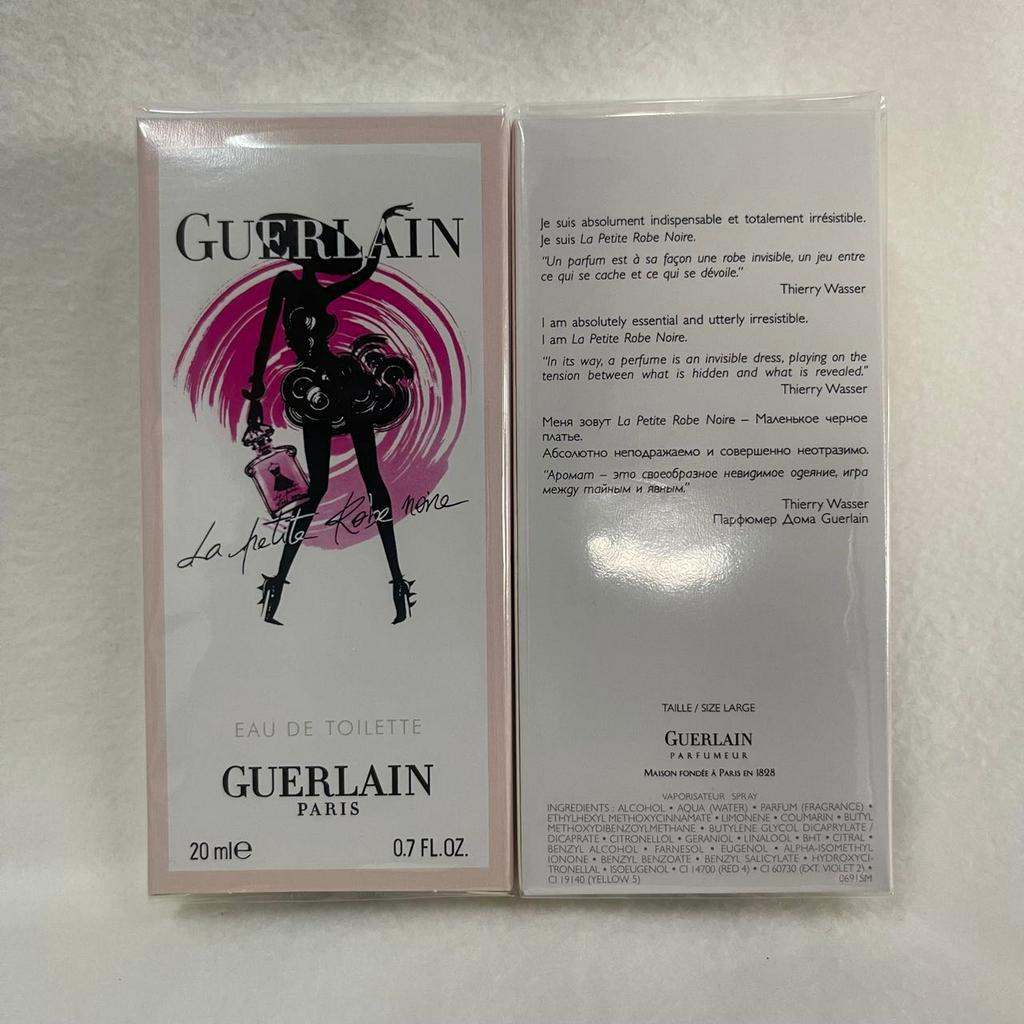 GUERLAIN
La petite Robe noire
EAU DE TOILETTE
GUERLAIN
PARIS
20 ml℮
0.7 FL.OZ.
Je suis absolument indispensable et totalement irrésistible.
Je suis La Petite Robe Noire.
"Un parfum est à sa façon une robe invisible, un jeu entre
ce qui se cache et ce qui se dévoile."
Thierry Wasser
I am absolutely essential and utterly irresistible.
I am La Petite Robe Noire.
"In its way, a perfume is an invisible dress, playing on the
tension between what is hidden and what is revealed."
Thierry Wasser
Меня зовут La Petite Robe Noire – Маленькое черное
платье.
Абсолютно неподражаемо и совершенно неотразимо.
"Аромат – это своеобразное невидимое одеяние, игра
между тайным и явным."
Thierry Wasser
Парфюмер Дома Guerlain
TAILLE / SIZE LARGE
GUERLAIN
PARFUMEUR
MAISON FONDÉE À PARIS EN 1828
VAPORISATEUR SPRAY
INGREDIENTS : ALCOHOL • AQUA (WATER) • PARFUM (FRAGRANCE) •
ETHYLHEXYL METHOXYCINNAMATE • LIMONENE • COUMARIN • BUTYL
METHOXYDIBENZOYLMETHANE • BUTYLENE GLYCOL DICAPRYLATE /
DICAPRATE • CITRONELLOL • GERANIOL • LINALOOL • BHT • CITRAL •
BENZYL ALCOHOL • FARNESOL • EUGENOL • ALPHA-ISOMETHYL
IONONE • BENZYL BENZOATE • BENZYL SALICYLATE • HYDROXYCI-
TRONELLAL • ISOEUGENOL • CI 14700 (RED 4) • CI 60730 (EXT. VIOLET 2) •
CI 19140 (YELLOW 5)
0691SM